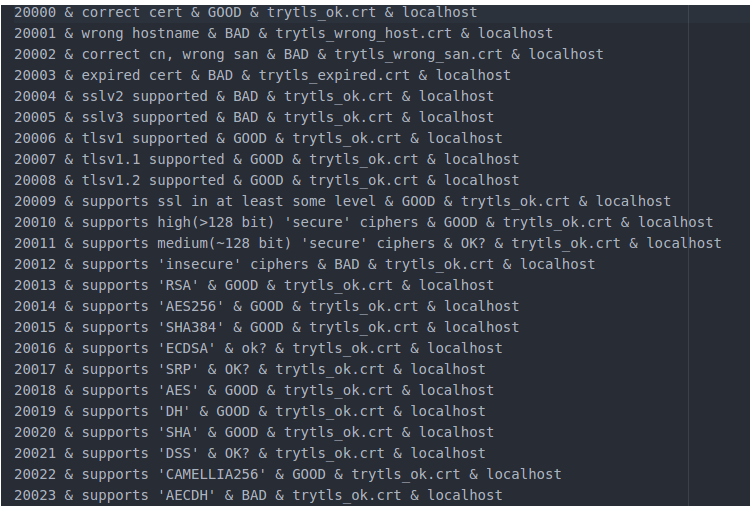 20000 & correct cert & GOOD & trytls_ok.crt & localhost
20001 & wrong hostname & BAD & trytls_wrong_host.crt & localhost
20002 & correct cn, wrong san & BAD & trytls_wrong_san.crt & localhost
20003 & expired cert & BAD & trytls_expired.crt & localhost
20004 & sslv2 supported & BAD & trytls_ok.crt & localhost
20005 & sslv3 supported & BAD & trytls_ok.crt & localhost
20006 & tlsv1 supported & GOOD & trytls_ok.crt & localhost
20007 & tlsv1.1 supported & GOOD & trytls_ok.crt & localhost
20008 & tlsv1.2 supported & GOOD & trytls_ok.crt & localhost
20009 & supports ssl in at least some level & GOOD & trytls_ok.crt & localhost
20010 & supports high(>128 bit) 'secure' ciphers & GOOD & trytls_ok.crt & localhost
20011 & supports medium(~128 bit) 'secure' ciphers & OK? & trytls_ok.crt & localhost
20012 & supports 'insecure' ciphers & BAD & trytls_ok.crt & localhost
20013 & supports 'RSA' & GOOD & trytls_ok.crt & localhost
20014 & supports 'AES256' & GOOD & trytls_ok.crt & localhost
20015 & supports 'SHA384' & GOOD & trytls_ok.crt & localhost
20016 & supports 'ECDSA' & ok? & trytls_ok.crt & localhost
20017 & supports 'SRP' & OK? & trytls_ok.crt & localhost
20018 & supports 'AES' & GOOD & trytls_ok.crt & localhost
20019 & supports 'DH' & GOOD & trytls_ok.crt & localhost
20020 & supports 'SHA' & GOOD & trytls_ok.crt & localhost
20021 & supports 'DSS' & OK? & trytls_ok.crt & localhost
20022 & supports 'CAMELLIA256' & GOOD & trytls_ok.crt & localhost
20023 & supports 'AECDH' & BAD & trytls_ok.crt & localhost